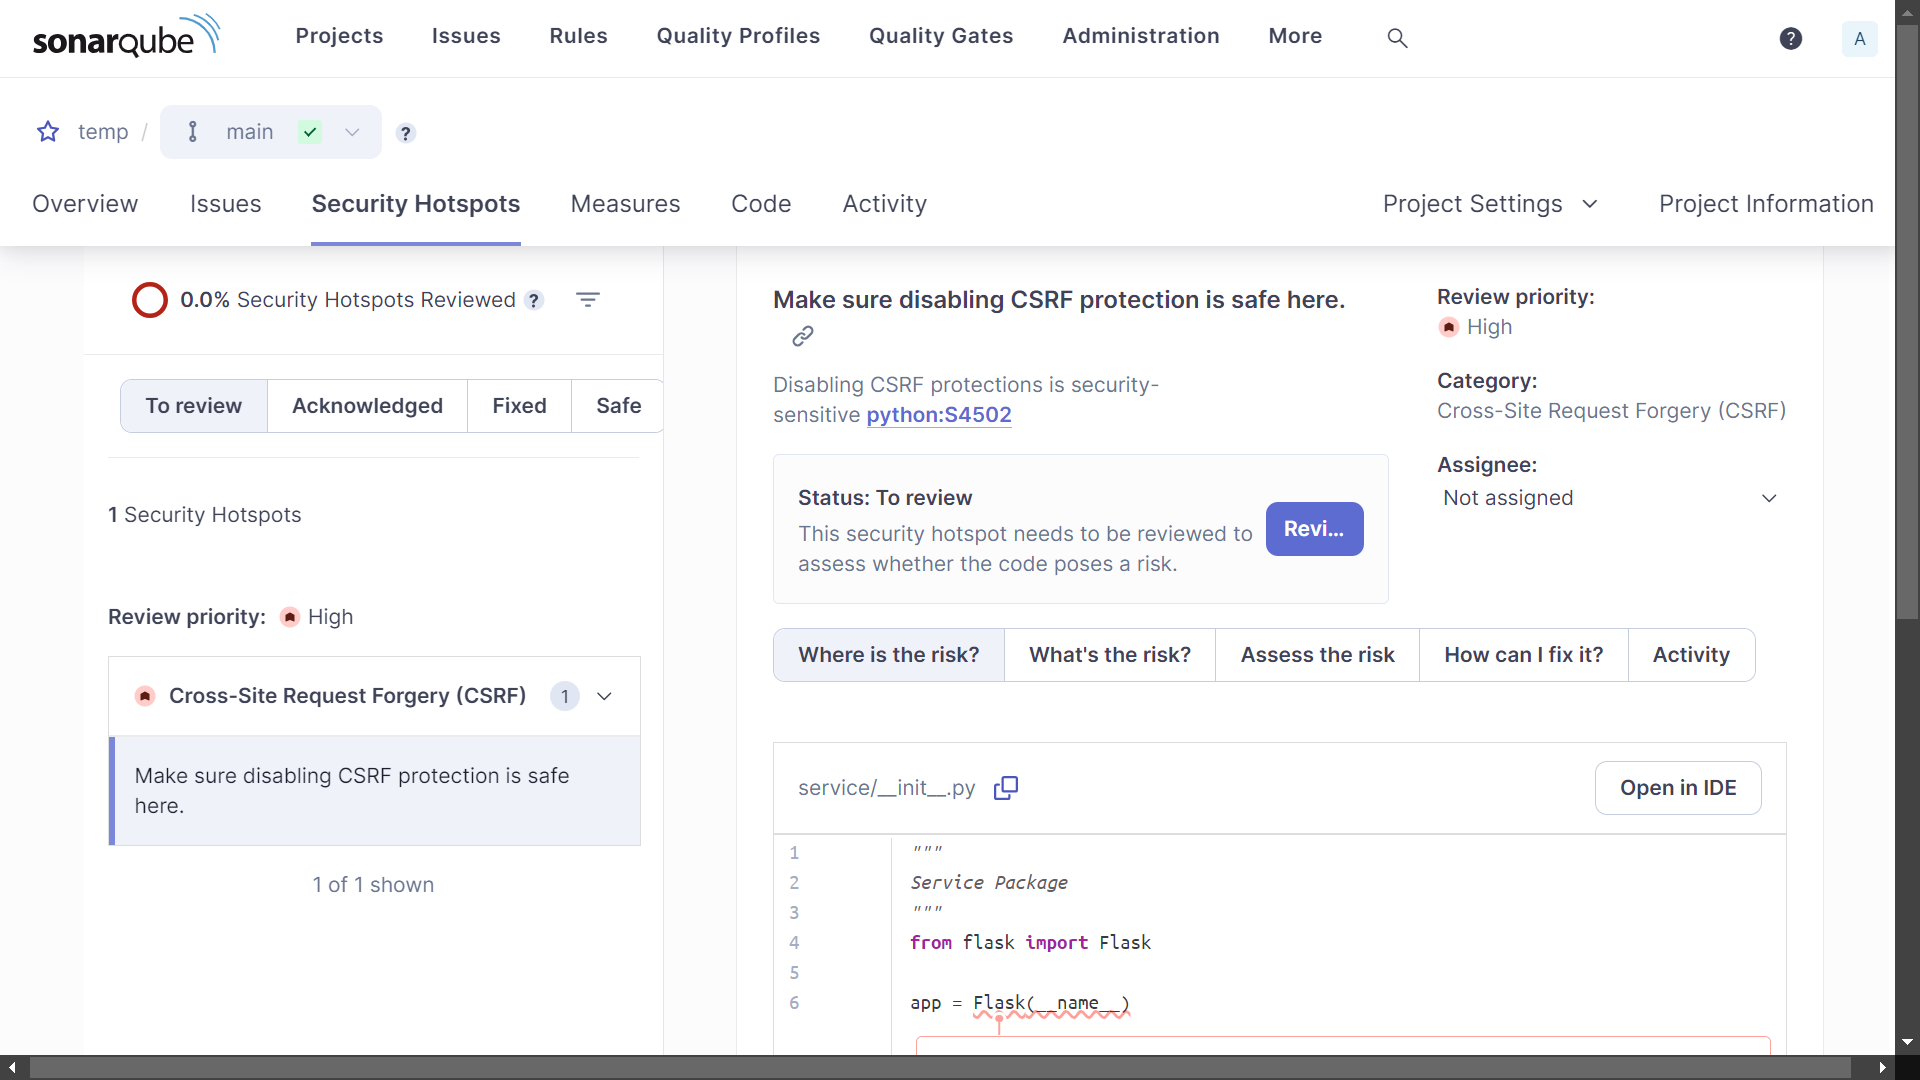 sonarqube
Projects
Issues
Rules
Quality Profiles
Quality Gates
Administration
More
?
A
temp / main
?
Overview
Issues
Security Hotspots
Measures
Code
Activity
Project Settings
Project Information
0.0% Security Hotspots Reviewed ?
To review
Acknowledged
Fixed
Safe
1 Security Hotspots
Review priority: High
Cross-Site Request Forgery (CSRF) 1
Make sure disabling CSRF protection is safe
here.
1 of 1 shown
Make sure disabling CSRF protection is safe here.
Disabling CSRF protections is security-
sensitive python:S4502
Status: To review
This security hotspot needs to be reviewed to
assess whether the code poses a risk.
Revi...
Review priority:
High
Category:
Cross-Site Request Forgery (CSRF)
Assignee:
Not assigned
Where is the risk?
What's the risk?
Assess the risk
How can I fix it?
Activity
service/__init__.py
Open in IDE
1 """
2 Service Package
3 """
4 from flask import Flask
5
6 app = Flask(__name__)